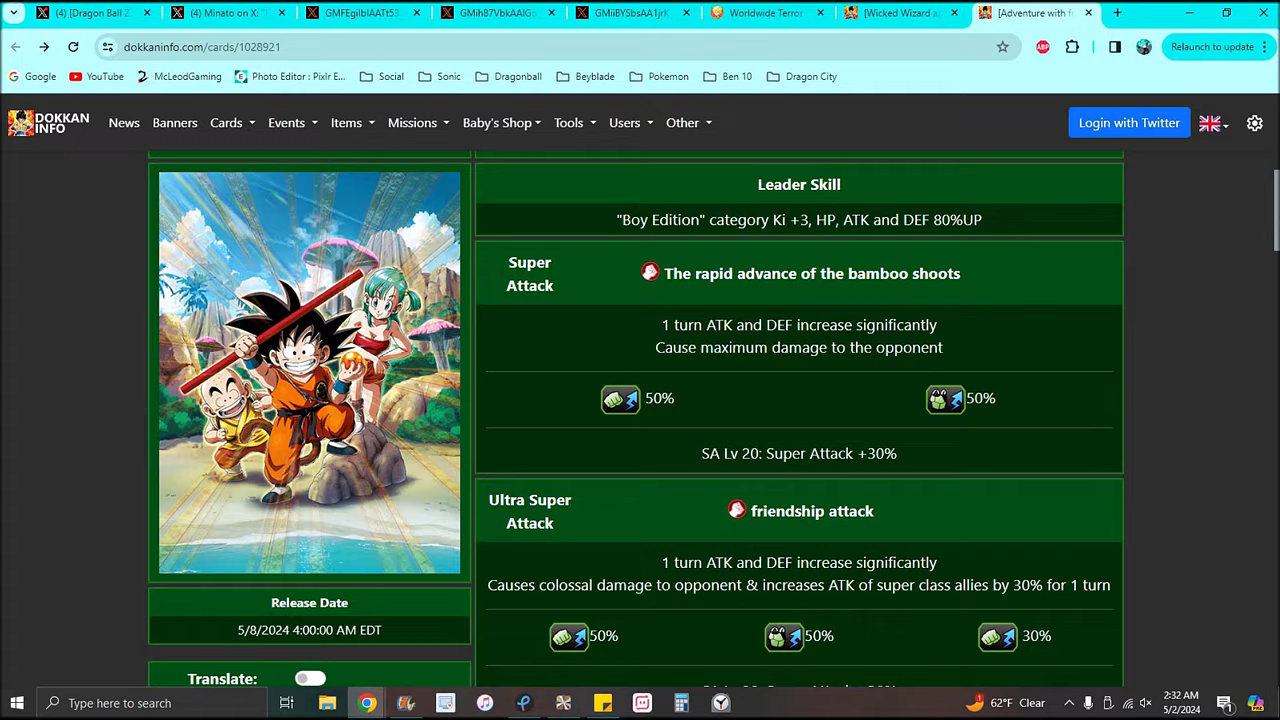 (4) [Dragon Ball Z
(4) Minato on X: "
GMFEgiIbIAATt53
GMih87VbkAAIGo
GMiiBYSbsAA1jrK
Worldwide Terror
[Wicked Wizard a
[Adventure with f
dokkaninfo.com/cards/1028921
ABP
Relaunch to update
Google
YouTube
McLeodGaming
Photo Editor : Pixlr E...
Social
Sonic
Dragonball
Beyblade
Pokemon
Ben 10
Dragon City
DOKKAN INFO
News
Banners
Cards
Events
Items
Missions
Baby's Shop
Tools
Users
Other
Login with Twitter
Leader Skill
"Boy Edition" category Ki +3, HP, ATK and DEF 80%UP
Super Attack
The rapid advance of the bamboo shoots
1 turn ATK and DEF increase significantly
Cause maximum damage to the opponent
50%
50%
SA Lv 20: Super Attack +30%
Ultra Super Attack
friendship attack
1 turn ATK and DEF increase significantly
Causes colossal damage to opponent & increases ATK of super class allies by 30% for 1 turn
50%
50%
30%
Release Date
5/8/2024 4:00:00 AM EDT
Translate:
Type here to search
62°F Clear
2:32 AM
5/2/2024
1